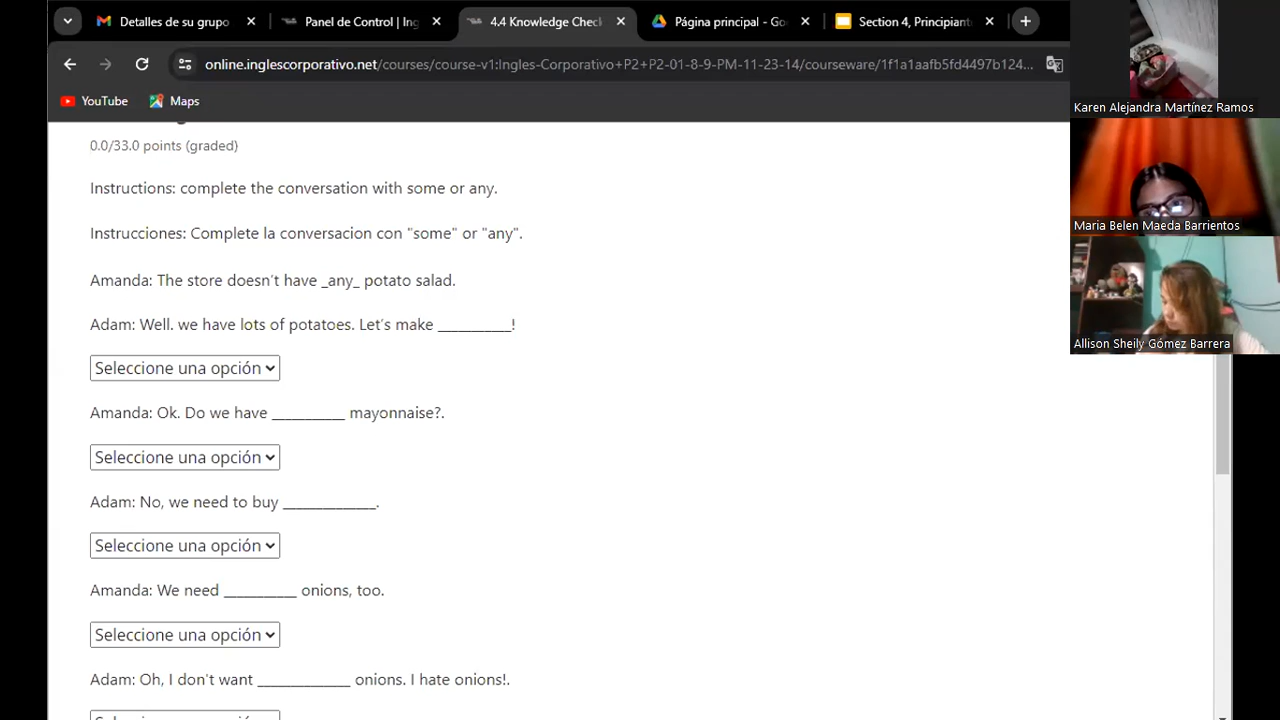 Detalles de su grupo
Panel de Control | Ing
4.4 Knowledge Check
Página principal - Go
Section 4, Principiant
online.inglescorporativo.net/courses/course-v1:Ingles-Corporativo+P2+P2-01-8-9-PM-11-23-14/courseware/1f1a1aafb5fd4497b124...
YouTube
Maps
0.0/33.0 points (graded)
Instructions: complete the conversation with some or any.
Instrucciones: Complete la conversacion con "some" or "any".
Amanda: The store doesn't have _any_ potato salad.
Adam: Well. we have lots of potatoes. Let's make ___________!
Seleccione una opción
Amanda: Ok. Do we have ___________ mayonnaise?.
Seleccione una opción
Adam: No, we need to buy ______________.
Seleccione una opción
Amanda: We need ___________ onions, too.
Seleccione una opción
Adam: Oh, I don't want ______________ onions. I hate onions!.
Karen Alejandra Martínez Ramos
Maria Belen Maeda Barrientos
Allison Sheily Gómez Barrera